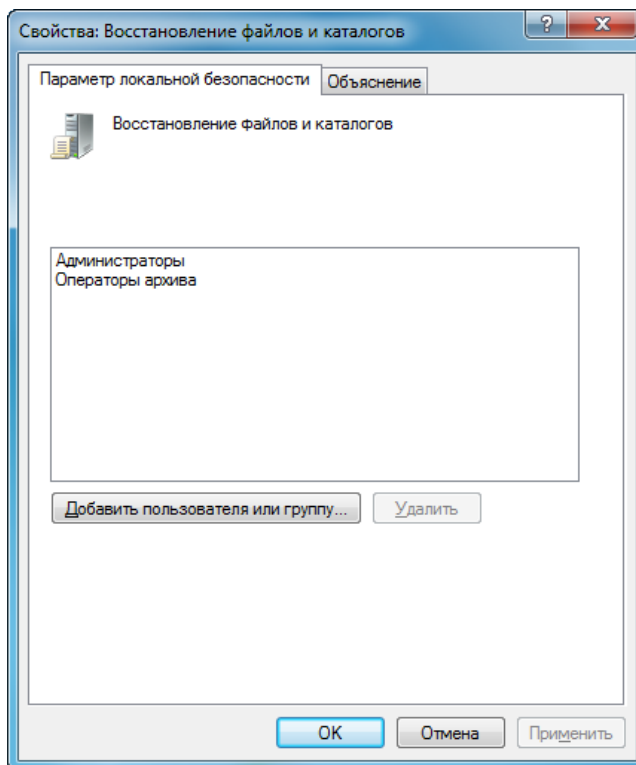 Свойства: Восстановление файлов и каталогов
Параметр локальной безопасности Объяснение
Восстановление файлов и каталогов
Администраторы
Операторы архива
Добавить пользователя или группу... Удалить
ОК Отмена Применить